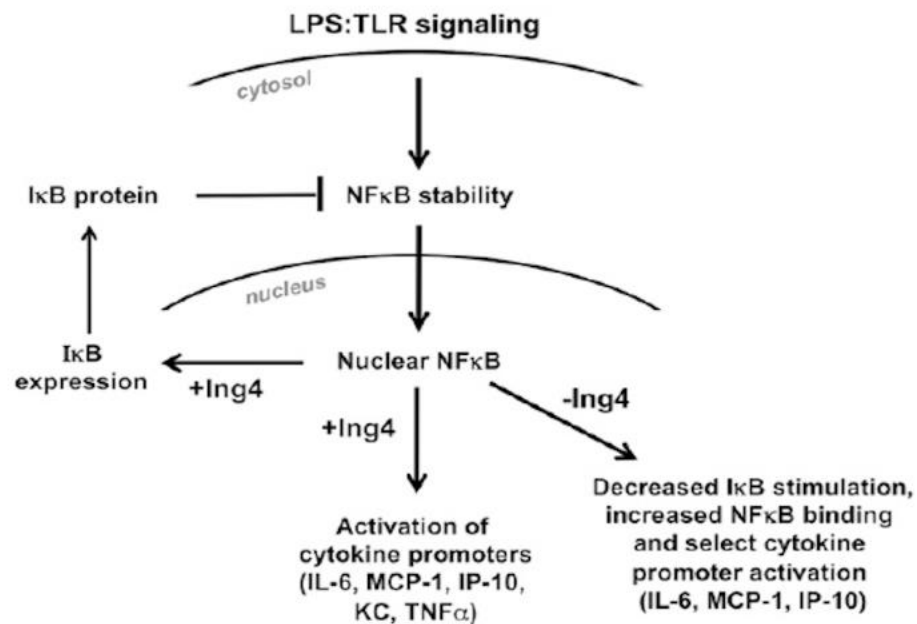 LPS:TLR signaling
cytosol
IκB protein
NFκB stability
nucleus
IκB
expression
+Ing4
Nuclear NFκB
+Ing4
-Ing4
Activation of
cytokine promoters
(IL-6, MCP-1, IP-10,
KC, TNFα)
Decreased IκB stimulation,
increased NFκB binding
and select cytokine
promoter activation
(IL-6, MCP-1, IP-10)